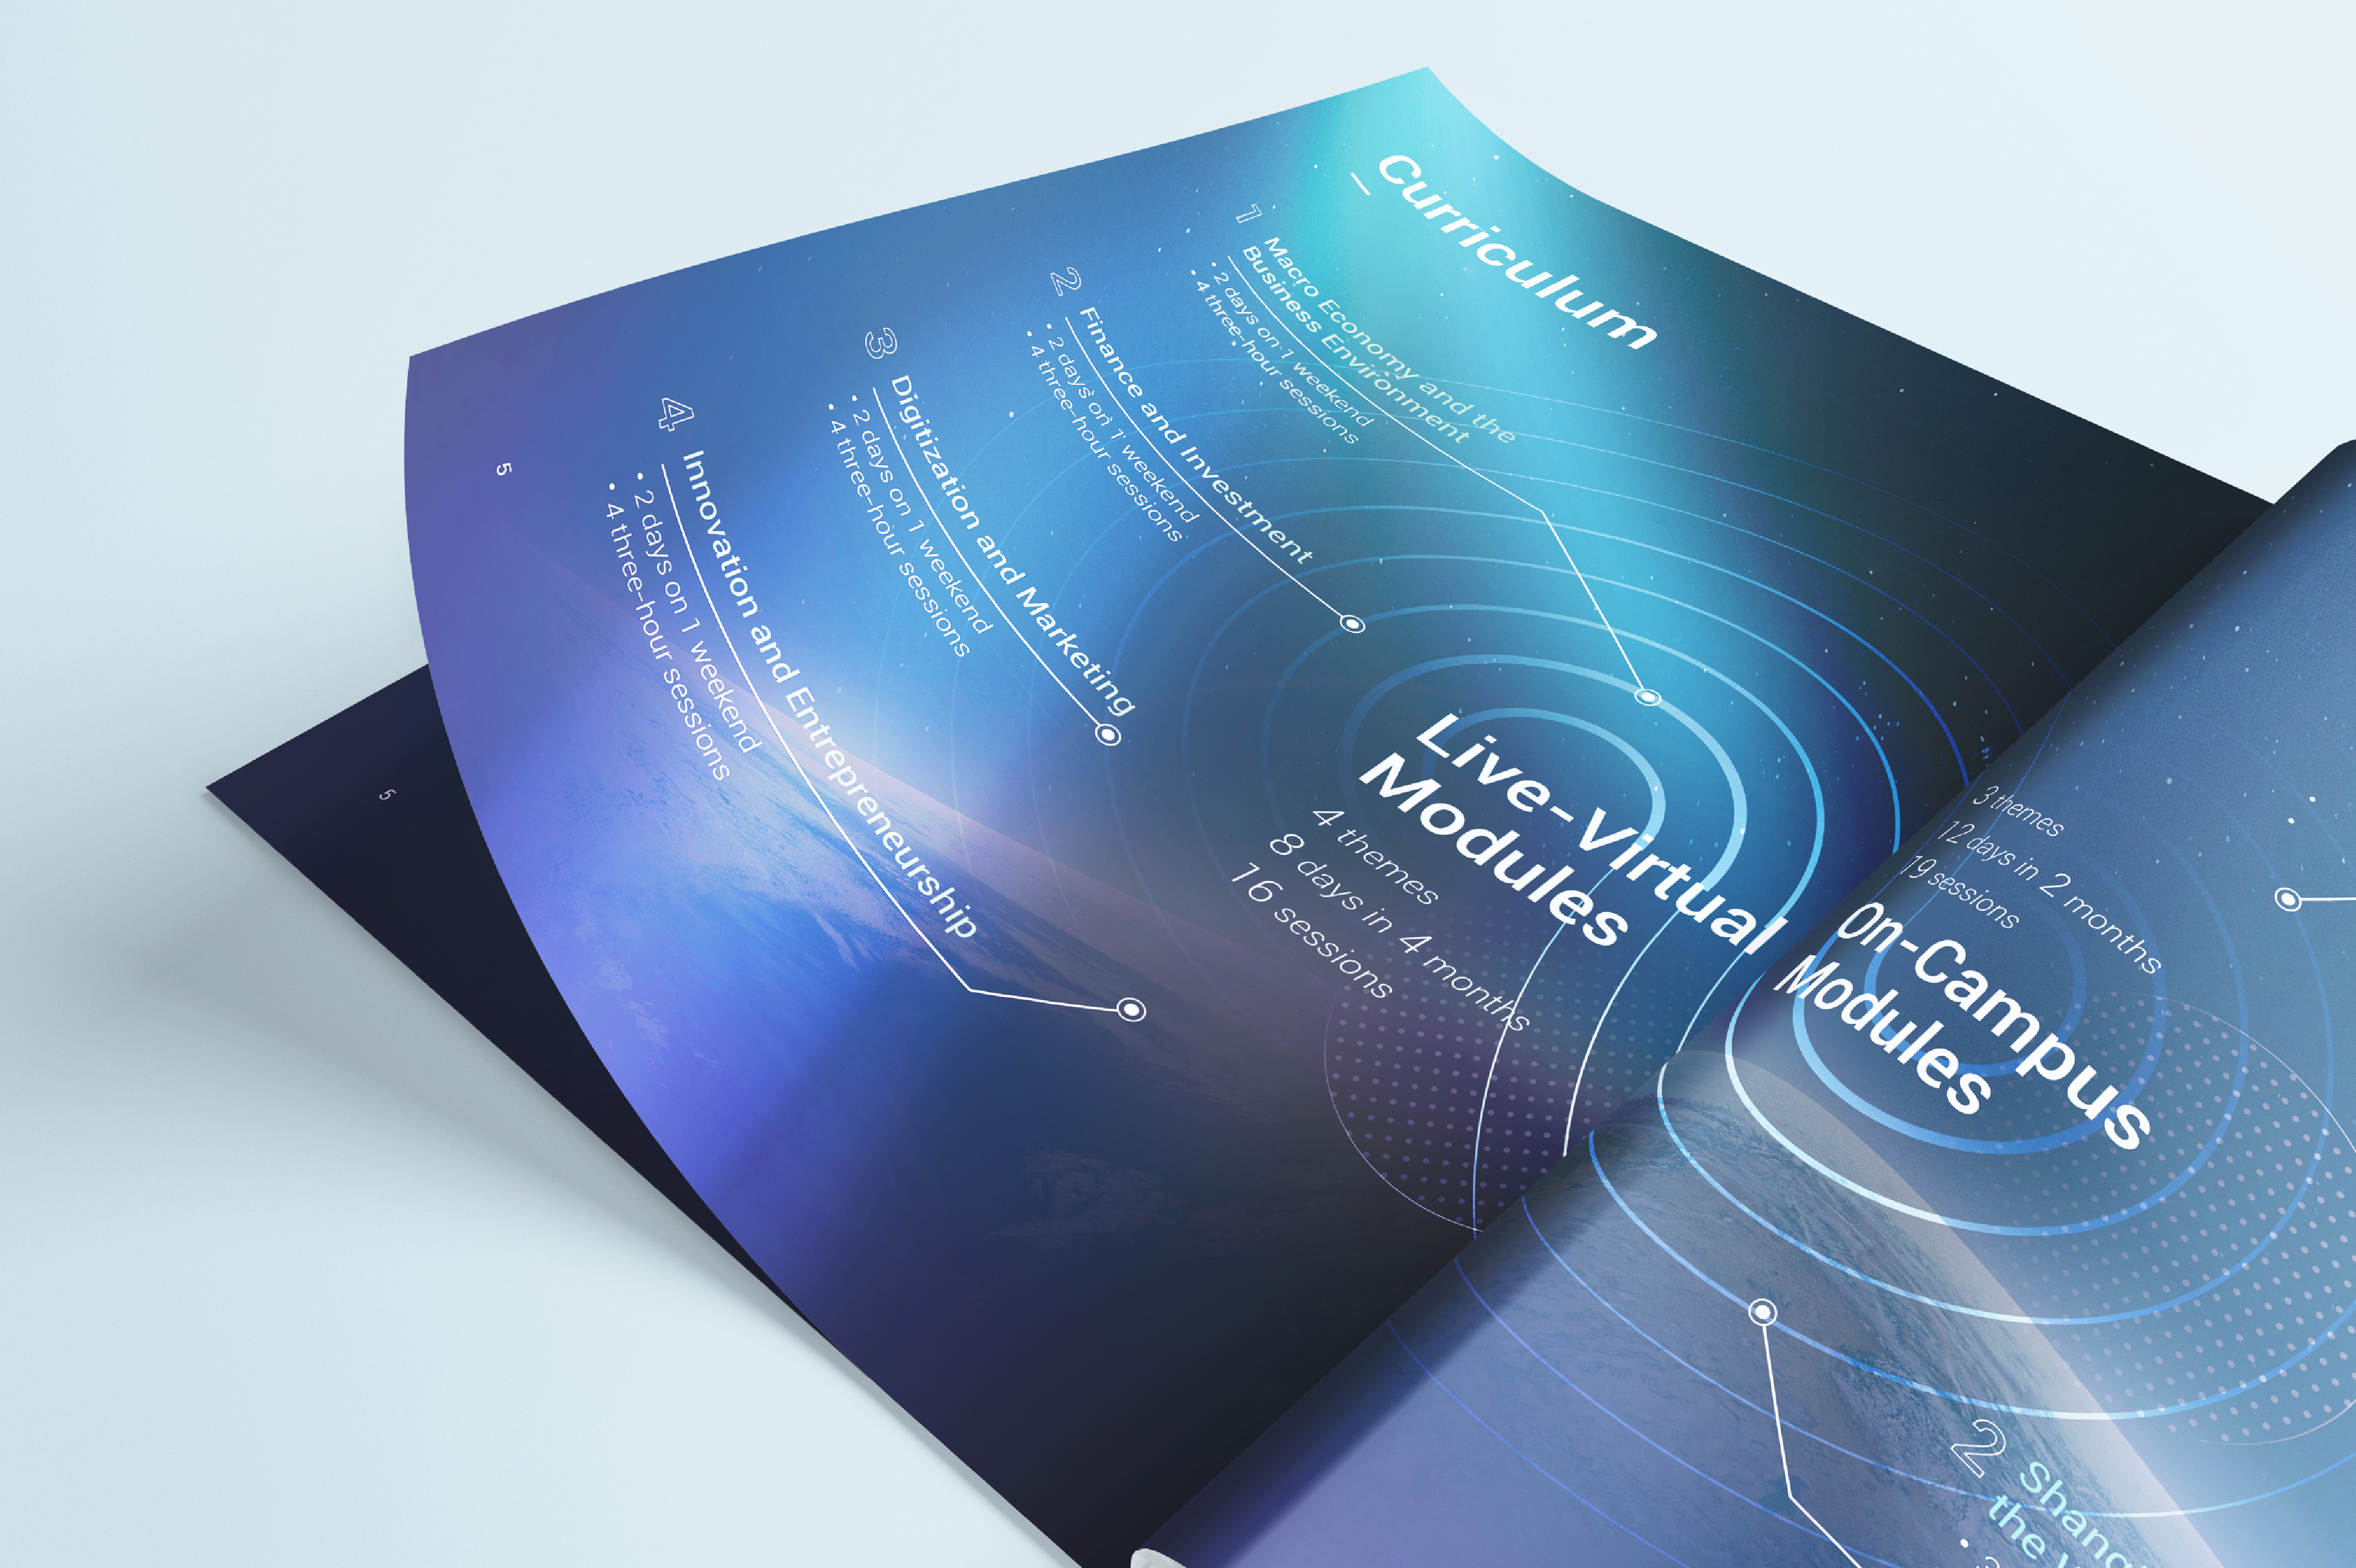 Curriculum
1
Macro Economy and the
Business Environment
• 2 days on 1 weekend
• 4 three-hour sessions
2
Finance and Investment
• 2 days on 1 weekend
• 4 three-hour sessions
3
Digitization and Marketing
• 2 days on 1 weekend
• 4 three-hour sessions
4
Innovation and Entrepreneurship
• 2 days on 1 weekend
• 4 three-hour sessions
5
5
Live-Virtual
Modules
4 themes
8 days in 4 months
16 sessions
3 themes
12 days in 2 months
19 sessions
On-Campus
Modules
2
the